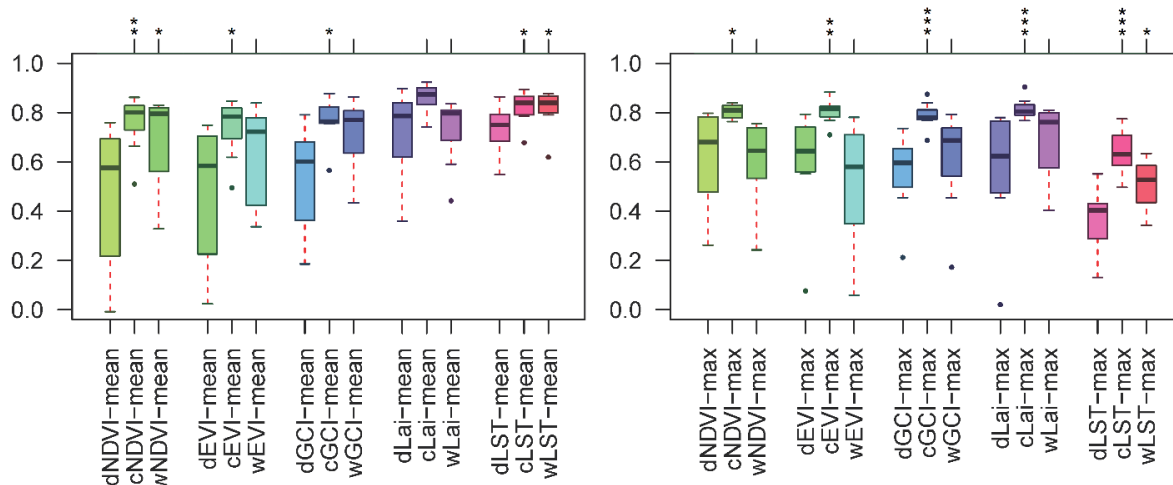 ** * * * * *
1.0
0.8
0.6
0.4
0.2
0.0
dNDVI-mean
cNDVI-mean
wNDVI-mean
dEVI-mean
cEVI-mean
wEVI-mean
dGCI-mean
cGCI-mean
wGCI-mean
dLai-mean
cLai-mean
wLai-mean
dLST-mean
cLST-mean
wLST-mean
* ** *** *** *** *
1.0
0.8
0.6
0.4
0.2
0.0
dNDVI-max
cNDVI-max
wNDVI-max
dEVI-max
cEVI-max
wEVI-max
dGCI-max
cGCI-max
wGCI-max
dLai-max
cLai-max
wLai-max
dLST-max
cLST-max
wLST-max